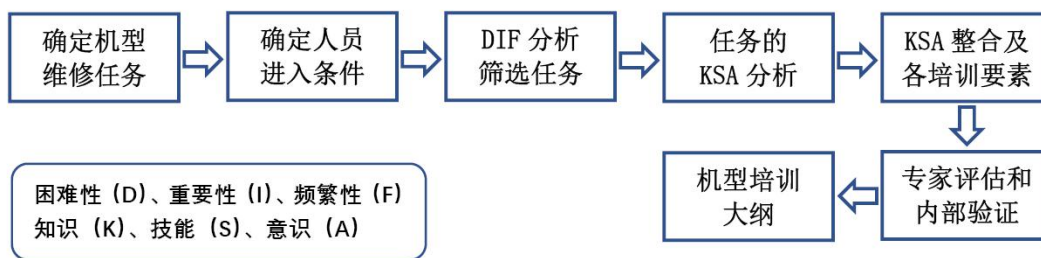 确定机型
维修任务
确定人员
进入条件
DIF 分析
筛选任务
任务的
KSA 分析
KSA 整合及
各培训要素
专家评估和
内部验证
机型培训
大纲
困难性（D）、重要性（I）、频繁性（F）
知识（K）、技能（S）、意识（A）